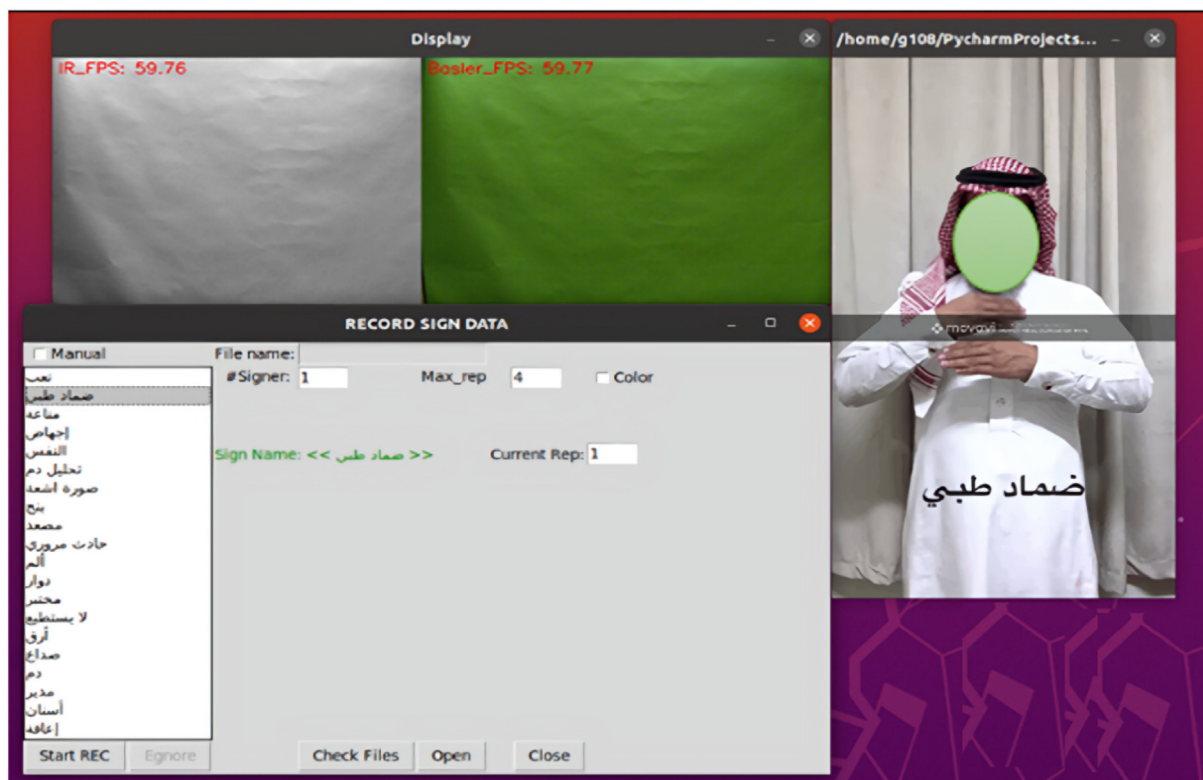 Display
/home/g108/PycharmProjects...
IR_FPS: 59.76
Basler_FPS: 59.77
movavi
ضماد طبي
RECORD SIGN DATA
Manual
File name:
#Signer: 1
Max_rep 4
Color
Sign Name: << ضماد طبي >>
Current Rep: 1
تعب
ضماد طبي
مناعة
إجهاض
النفس
تحليل دم
صورة اشعة
بنج
مصعد
حادث مروري
ألم
دوار
مختبر
لا يستطيع
أرق
صداع
دم
مدير
أسنان
إعاقة
Start REC
Egnore
Check Files
Open
Close